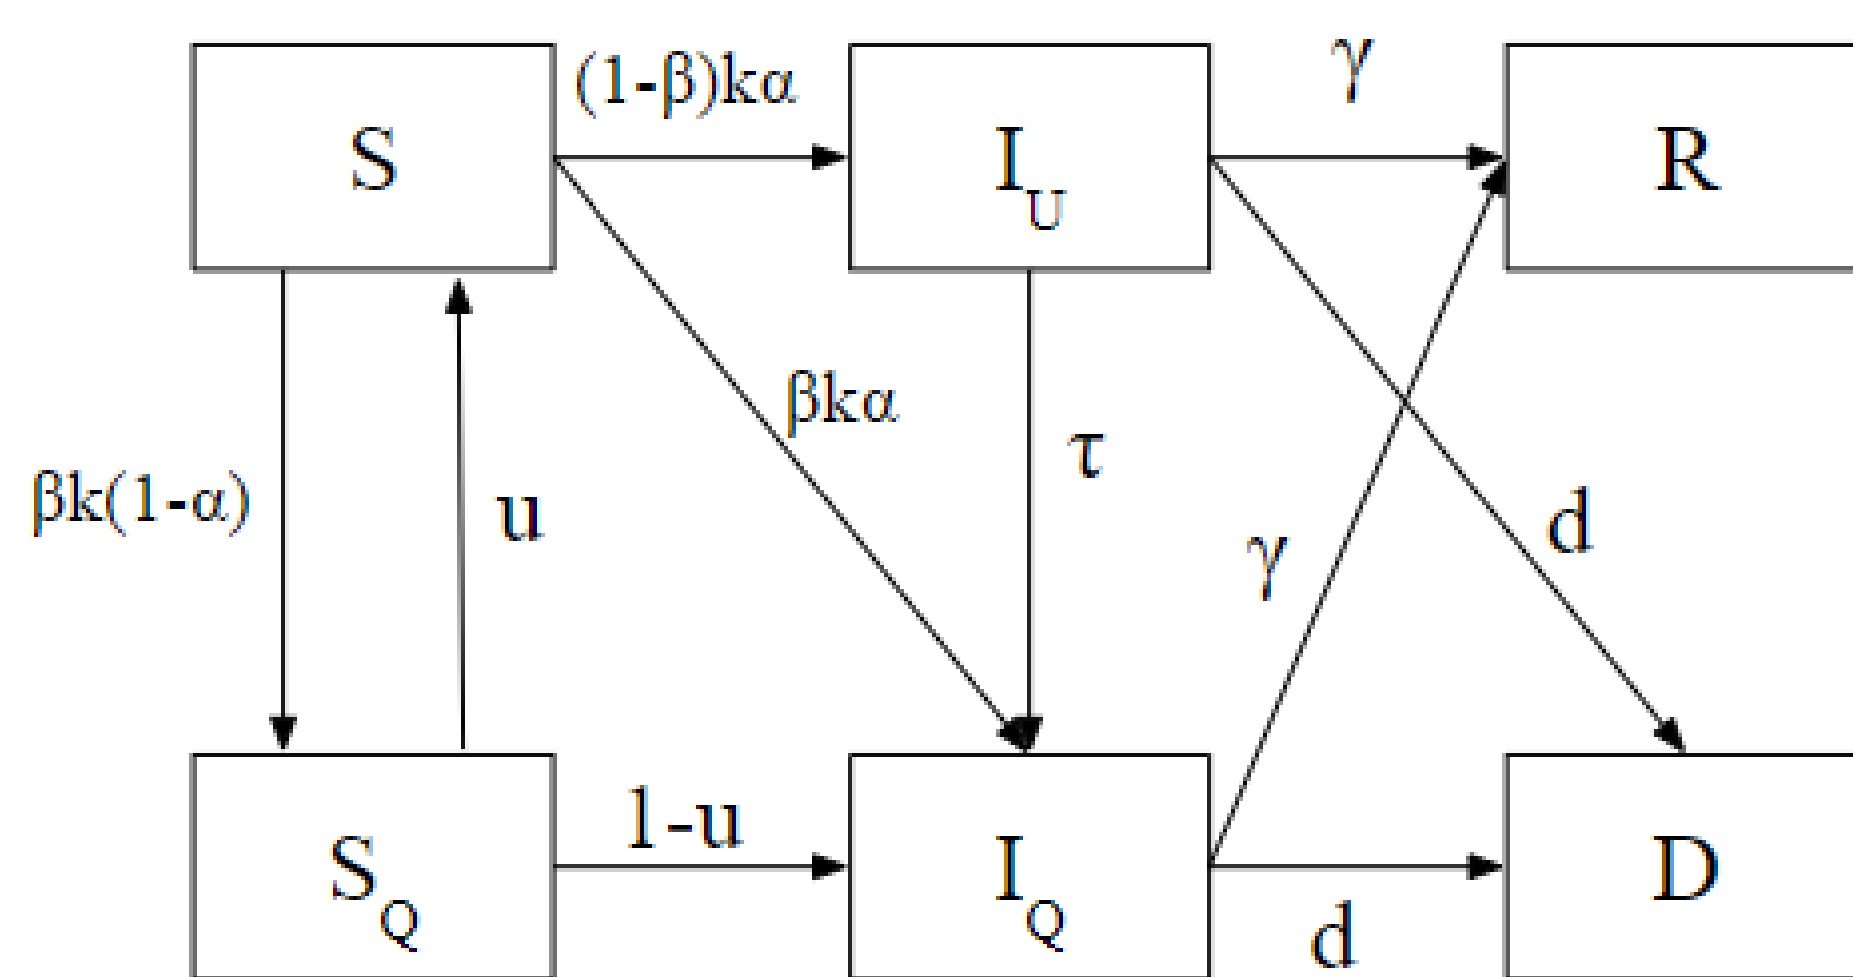 S
(1-β)kα
I_U
γ
R
βk(1-α)
u
βkα
τ
γ
d
S_Q
1-u
I_Q
d
D